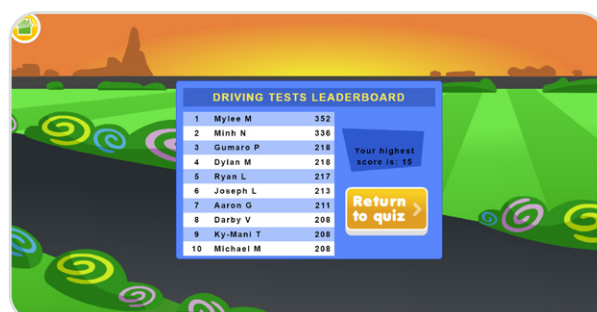 DRIVING TESTS LEADERBOARD
1 Mylee M 352
2 Minh N 336
3 Gumaro P 218
4 Dylan M 218
5 Ryan L 217
6 Joseph L 213
7 Aaron G 211
8 Darby V 208
9 Ky-Mani T 208
10 Michael M 208
Your highest
score is: 15
Return
to quiz